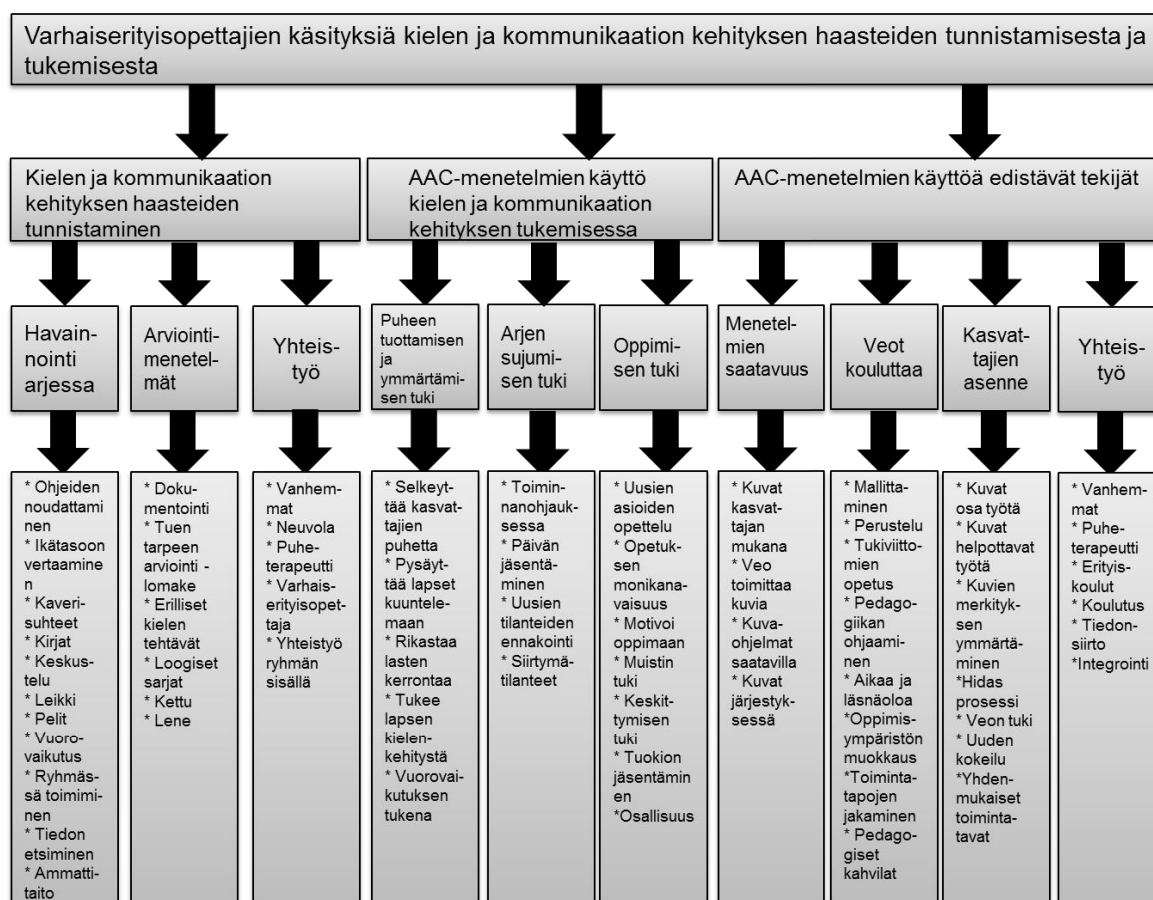 Varhaiserityisopettajien käsityksiä kielen ja kommunikaation kehityksen haasteiden tunnistamisesta ja
tukemisesta
Kielen ja kommunikaation
kehityksen haasteiden
tunnistaminen
AAC-menetelmien käyttö
kielen ja kommunikaation
kehityksen tukemisessa
AAC-menetelmien käyttöä edistävät tekijät
Havain-
nointi
arjessa
Arviointi-
menetel-
mät
Yhteis-
työ
Puheen
tuottamisen
ja
ymmärtämi-
sen tuki
Arjen
sujumi-
sen tuki
Oppimi-
sen tuki
Menetel-
mien
saatavuus
Veot
kouluttaa
Kasvat-
tajien
asenne
Yhteis-
työ
* Ohjeiden
noudattami
nen
* Ikätasoon
vertaamine
n
* Kaveri-
suhteet
* Kirjat
* Keskus-
telu
* Leikki
* Pelit
* Vuoro-
vaikutus
* Ryhmäs-
sä toimimi-
nen
* Tiedon
etsiminen
* Ammatti-
taito
* Doku-
mentointi
* Tuen
tarpeen
arviointi -
lomake
* Erilliset
kielen
tehtävät
* Loogiset
sarjat
* Kettu
* Lene
* Vanhem-
mat
* Neuvola
* Puhe-
terapeutti
* Varhais-
erityisopet-
taja
* Yhteistyö
ryhmän
sisällä
* Selkeyt-
tää kasvat-
tajien
puhetta
* Pysäyt-
tää lapset
kuuntele-
maan
* Rikastaa
lasten
kerrontaa
* Tukee
lapsen
kielen-
kehitystä
* Vuorovai-
kutuksen
tukena
* Toimin-
nanohjauk-
sessa
* Päivän
jäsentä-
minen
* Uusien
tilanteiden
ennakointi
* Siirtymä-
tilanteet
* Uusien
asioiden
opettelu
* Opetuk-
sen
monikana-
vaisuus
* Motivoi
oppimaan
* Muistin
tuki
* Keskit-
tymisen
tuki
* Tuokion
jäsentämin
en
*Osallisuus
* Kuvat
kasvat-
tajan
mukana
* Veo
toimittaa
kuvia
* Kuva-
ohjelmat
saatavilla
* Kuvat
järjestyk-
sessä
* Mallitta-
minen
* Perustelu
* Tukiviitto-
mien
opetus
* Pedago-
giikan
ohjaami-
nen
* Aikaa ja
läsnäoloa
*Oppimis-
ympäristön
muokkaus
*Toiminta-
tapojen
jakaminen
* Pedago-
giset
kahvilat
* Kuvat
osa työtä
* Kuvat
helpottavat
työtä
* Kuvien
merkityk-
sen
ymmärtä-
minen
*Hidas
prosessi
* Veon tuki
* Uuden
kokeilu
*Yhden-
mukaiset
toiminta-
tavat
* Vanhem-
mat
* Puhe-
terapeutti
* Erityis-
koulut
* Koulutus
* Tiedon-
siirto
*Integrointi